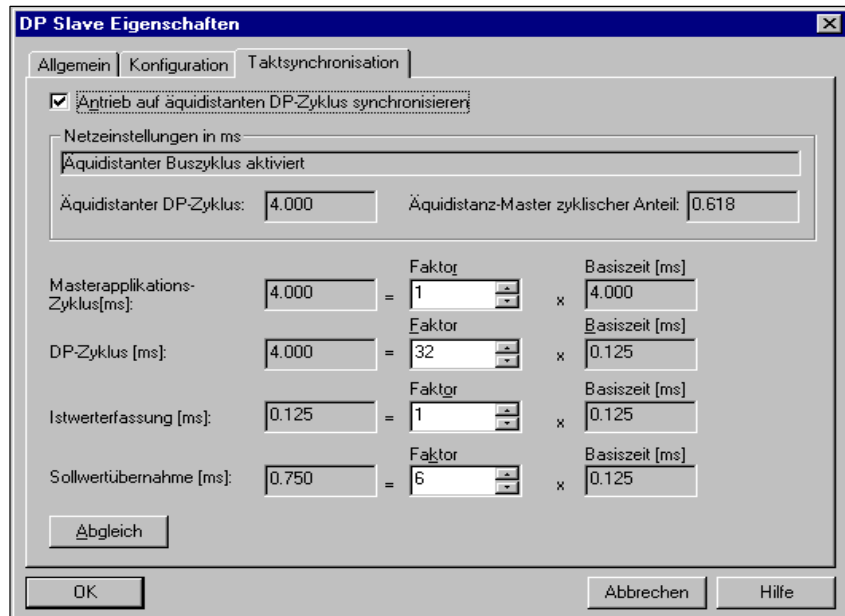 DP Slave Eigenschaften
Allgemein Konfiguration Taktsynchronisation
Antrieb auf äquidistanten DP-Zyklus synchronisieren
Netzeinstellungen in ms
Äquidistanter Buszyklus aktiviert
Äquidistanter DP-Zyklus: 4.000 Äquidistanz-Master zyklischer Anteil: 0.618
Faktor Basiszeit [ms]
Masterapplikations-
Zyklus[ms]: 4.000 = 1 x 4.000
Faktor Basiszeit [ms]
DP-Zyklus [ms]: 4.000 = 32 x 0.125
Faktor Basiszeit [ms]
Istwerterfassung [ms]: 0.125 = 1 x 0.125
Faktor Basiszeit [ms]
Sollwertübernahme [ms]: 0.750 = 6 x 0.125
Abgleich
OK Abbrechen Hilfe